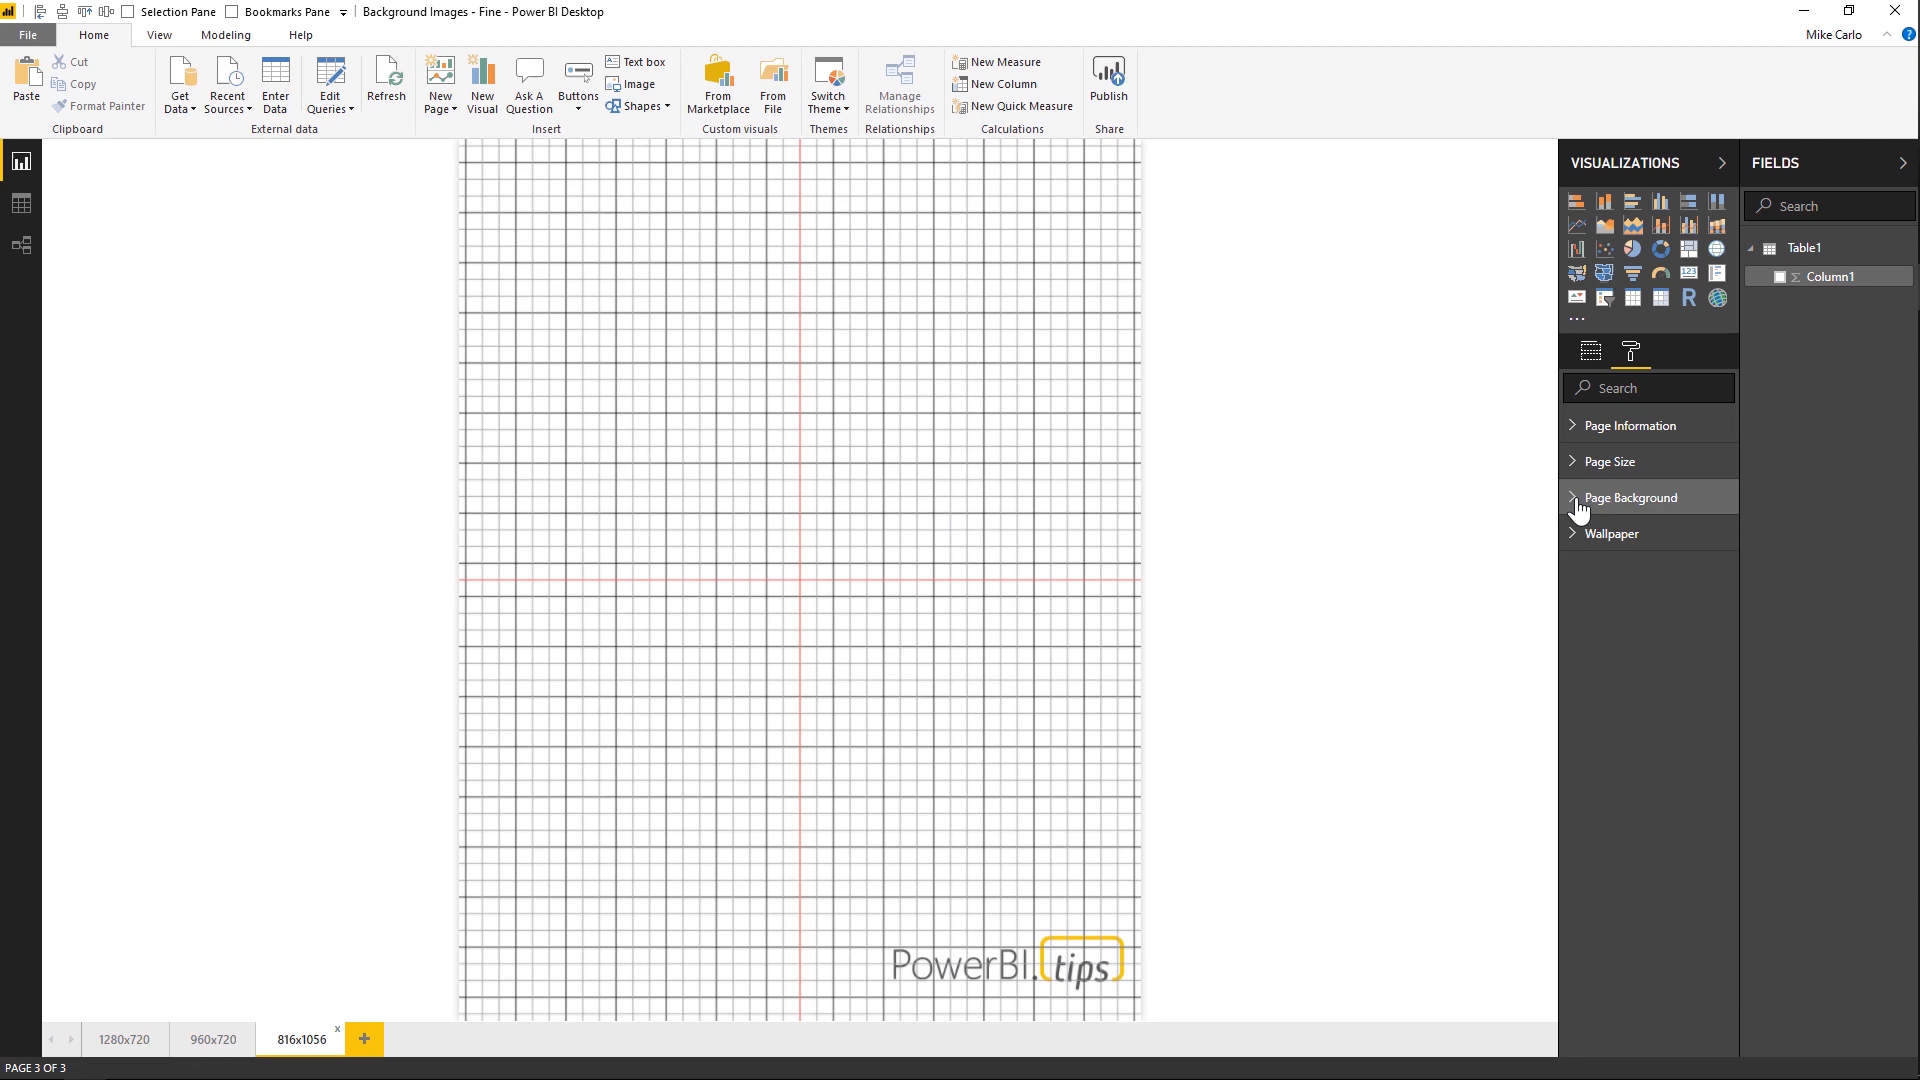 Selection Pane Bookmarks Pane Background Images - Fine - Power BI Desktop
File Home View Modeling Help Mike Carlo ?
Paste
Cut
Copy
Format Painter
Clipboard
Get Data
Recent Sources
Enter Data
Edit Queries
Refresh
External data
New Page
New Visual
Ask A Question
Buttons
Text box
Image
Shapes
Insert
From Marketplace
From File
Custom visuals
Switch Theme
Themes
Manage Relationships
Relationships
New Measure
New Column
New Quick Measure
Calculations
Publish
Share
VISUALIZATIONS
123
R
Search
Page Information
Page Size
Page Background
Wallpaper
FIELDS
Search
Table1
Σ Column1
PowerBI.tips
1280x720 960x720 816x1056 x +
PAGE 3 OF 3